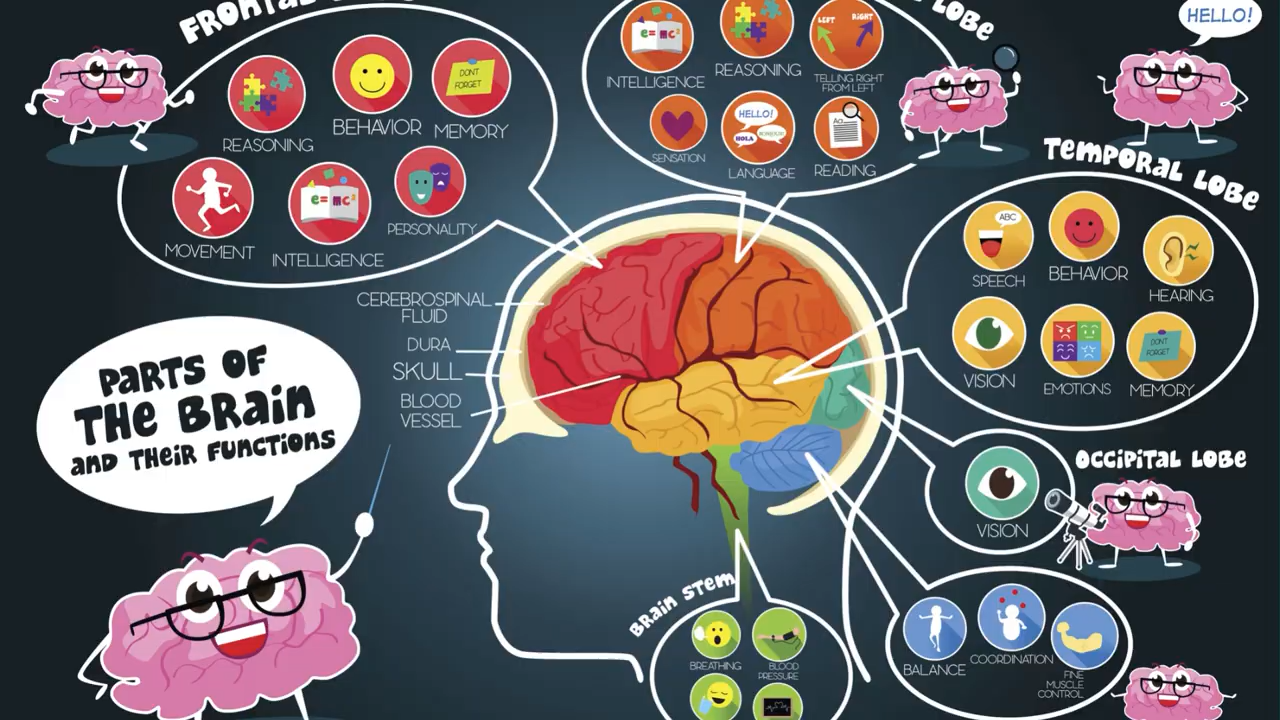 FRONTAL
REASONING
BEHAVIOR
MEMORY
DONT
FORGET
MOVEMENT
INTELLIGENCE
e= mc²
PERSONALITY
LOBE
INTELLIGENCE
e= mc²
REASONING
LEFT
RIGHT
TELLING RIGHT
FROM LEFT
SENSATION
HELLO!
HOLA
BONJOUR
LANGUAGE
Aa
READING
HELLO!
TEMPORAL LOBE
ABC
SPEECH
BEHAVIOR
HEARING
VISION
EMOTIONS
DONT
FORGET
MEMORY
CEREBROSPINAL
FLUID
DURA
SKULL
BLOOD
VESSEL
PARTS OF
THE BRAIN
AND THEIR FUNCTIONS
OCCIPITAL LOBE
VISION
BRAIN STEM
BREATHING
BLOOD
PRESSURE
BALANCE
COORDINATION
FINE
MUSCLE
CONTROL